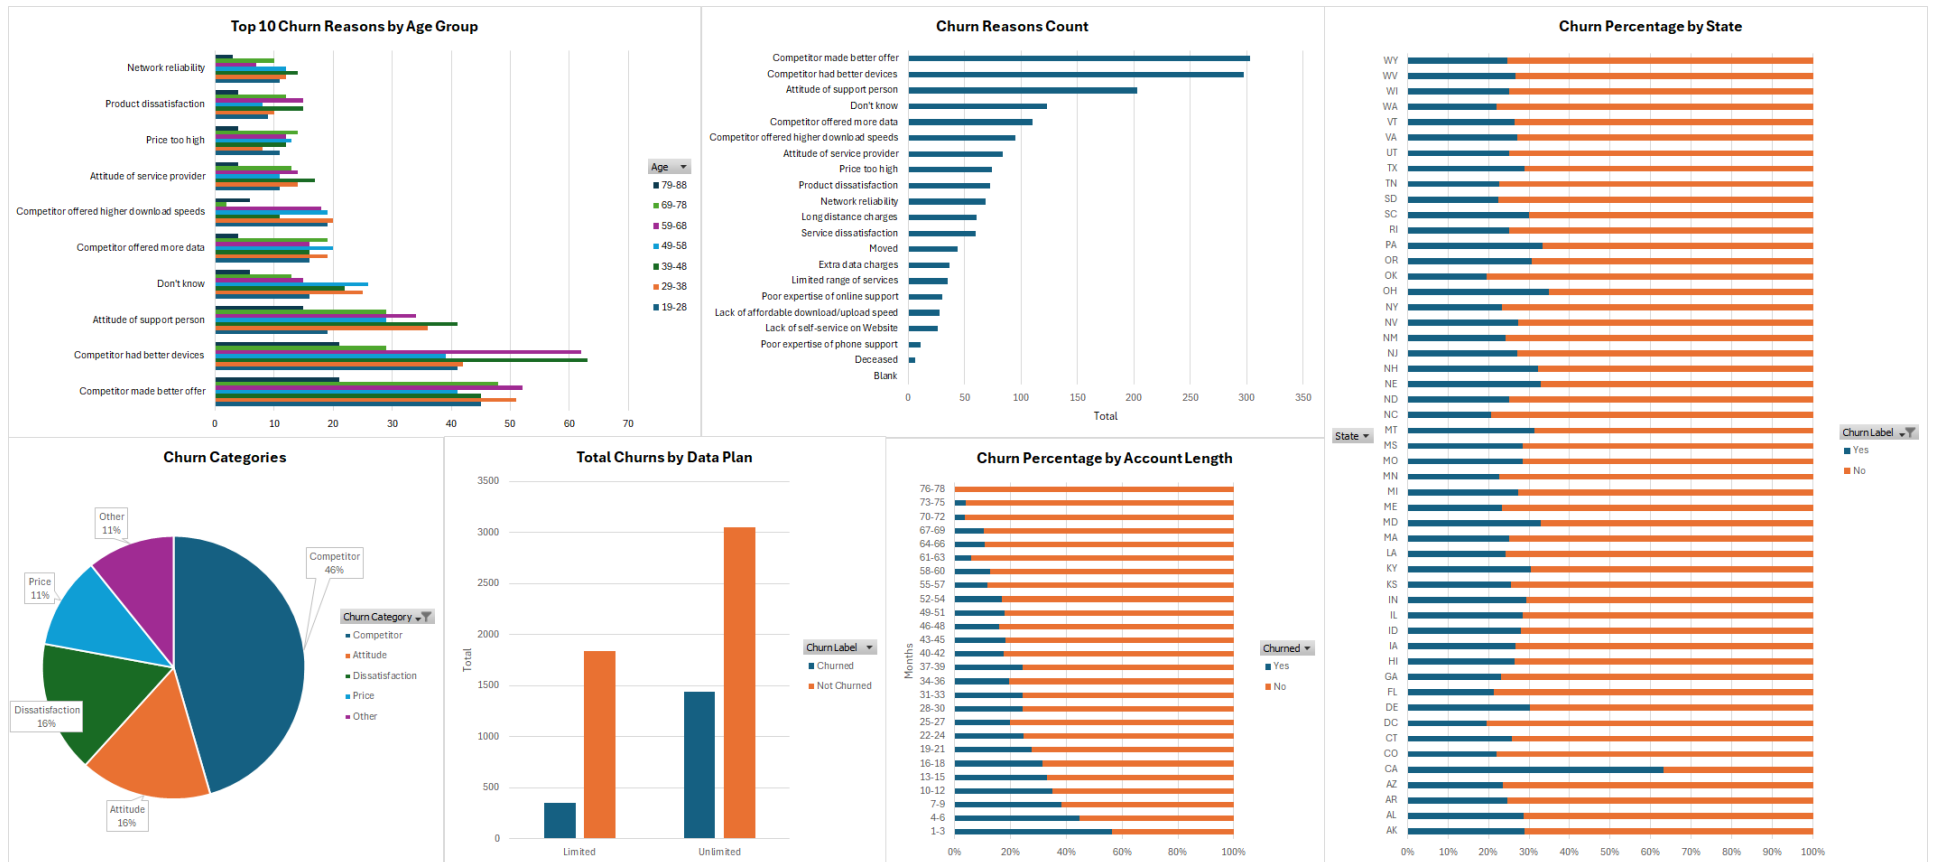 Top 10 Churn Reasons by Age Group
Network reliability
Product dissatisfaction
Price too high
Attitude of service provider
Competitor offered higher download speeds
Competitor offered more data
Don't know
Attitude of support person
Competitor had better devices
Competitor made better offer
0 10 20 30 40 50 60 70
Age
79-88
69-78
59-68
49-58
39-48
29-38
19-28
Churn Reasons Count
Competitor made better offer
Competitor had better devices
Attitude of support person
Don't know
Competitor offered more data
Competitor offered higher download speeds
Attitude of service provider
Price too high
Product dissatisfaction
Network reliability
Long distance charges
Service dissatisfaction
Moved
Extra data charges
Limited range of services
Poor expertise of online support
Lack of affordable download/upload speed
Lack of self-service on Website
Poor expertise of phone support
Deceased
Blank
0 50 100 150 200 250 300 350
Total
Churn Percentage by State
State
WY
WV
WI
WA
VT
VA
UT
TX
TN
SD
SC
RI
PA
OR
OK
OH
NY
NV
NM
NJ
NH
NE
ND
NC
MT
MS
MO
MN
MI
ME
MD
MA
LA
KY
KS
IN
IL
ID
IA
HI
GA
FL
DE
DC
CT
CO
CA
AZ
AR
AL
AK
0% 10% 20% 30% 40% 50% 60% 70% 80% 90% 100%
Churn Label
Yes
No
Churn Categories
Other
11%
Competitor
46%
Price
11%
Dissatisfaction
16%
Attitude
16%
Churn Category
Competitor
Attitude
Dissatisfaction
Price
Other
Total Churns by Data Plan
3500
3000
2500
2000
1500
1000
500
0
Total
Limited Unlimited
Churn Label
Churned
Not Churned
Churn Percentage by Account Length
Months
76-78
73-75
70-72
67-69
64-66
61-63
58-60
55-57
52-54
49-51
46-48
43-45
40-42
37-39
34-36
31-33
28-30
25-27
22-24
19-21
16-18
13-15
10-12
7-9
4-6
1-3
0% 20% 40% 60% 80% 100%
Churned
Yes
No